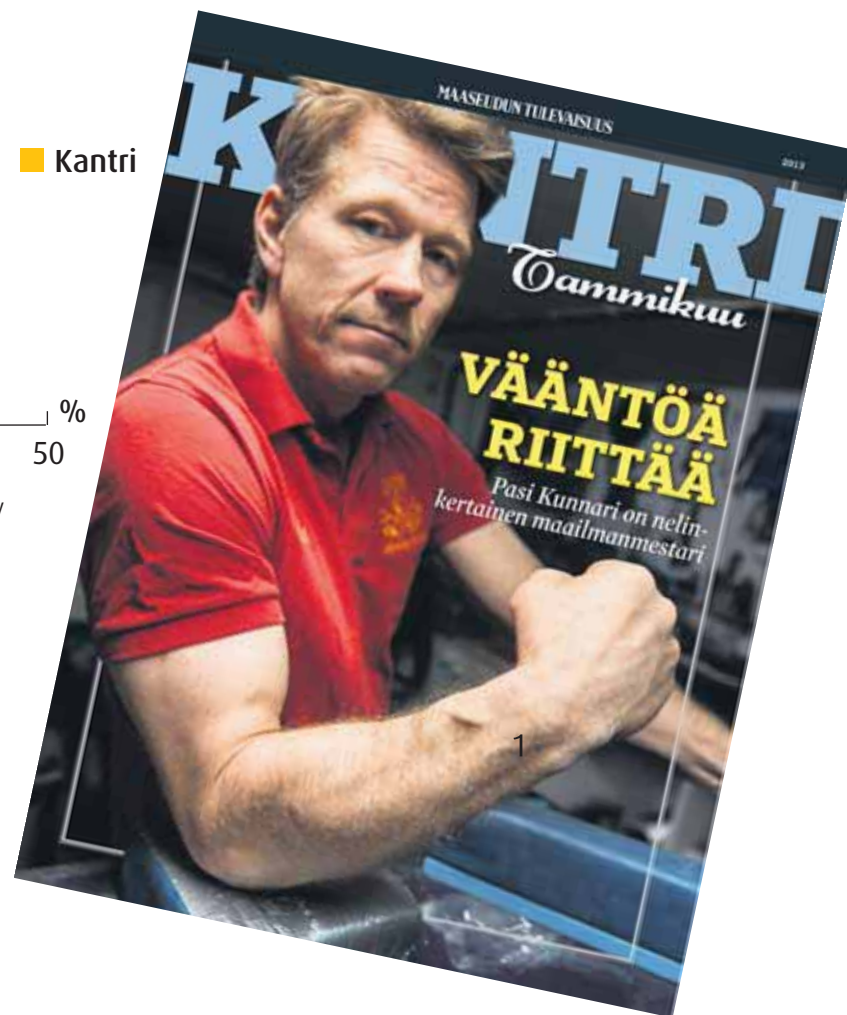 Kantri
%
50
MAASEUDUN TULEVAISUUS
2013
KANTRI
Tammikuu
VÄÄNTÖÄ
RIITTÄÄ
Pasi Kunnari on nelin-
kertainen maailmanmestari
1